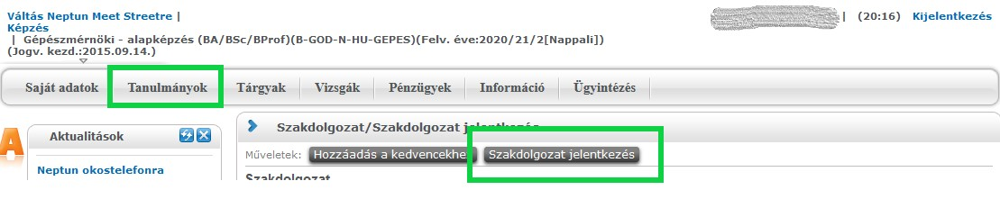 Váltás Neptun Meet Streetre | | (20:16) Kijelentkezés
Képzés
| Gépészmérnöki - alapképzés (BA/BSc/BProf)(B-GOD-N-HU-GEPES)(Felv. éve:2020/21/2[Nappali])
(Jogv. kezd.:2015.09.14.)
Saját adatok Tanulmányok Tárgyak Vizsgák Pénzügyek Információ Ügyintézés
Szakdolgozat/Szakdolgozat jelentkezés
A Aktualitások
Műveletek: Hozzáadás a kedvencekhe Szakdolgozat jelentkezés
Neptun okostelefonra
Szakdolgozat